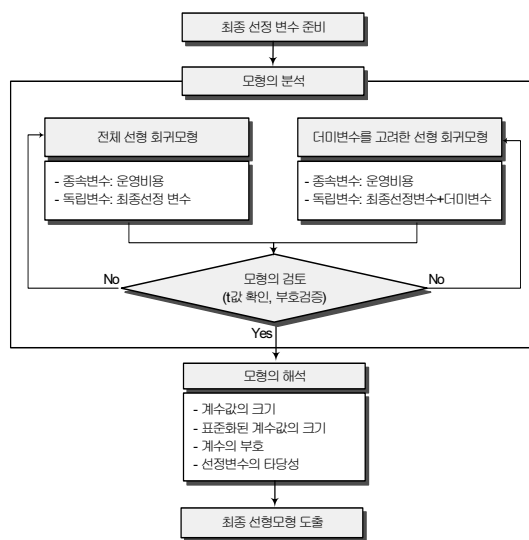 최종 선정 변수 준비
모형의 분석
전체 선형 회귀모형
- 종속변수: 운영비용
- 독립변수: 최종선정 변수
더미변수를 고려한 선형 회귀모형
- 종속변수: 운영비용
- 독립변수: 최종선정변수+더미변수
No
모형의 검토
(t값 확인, 부호검증)
No
Yes
모형의 해석
- 계수값의 크기
- 표준화된 계수값의 크기
- 계수의 부호
- 선정변수의 타당성
최종 선형모형 도출